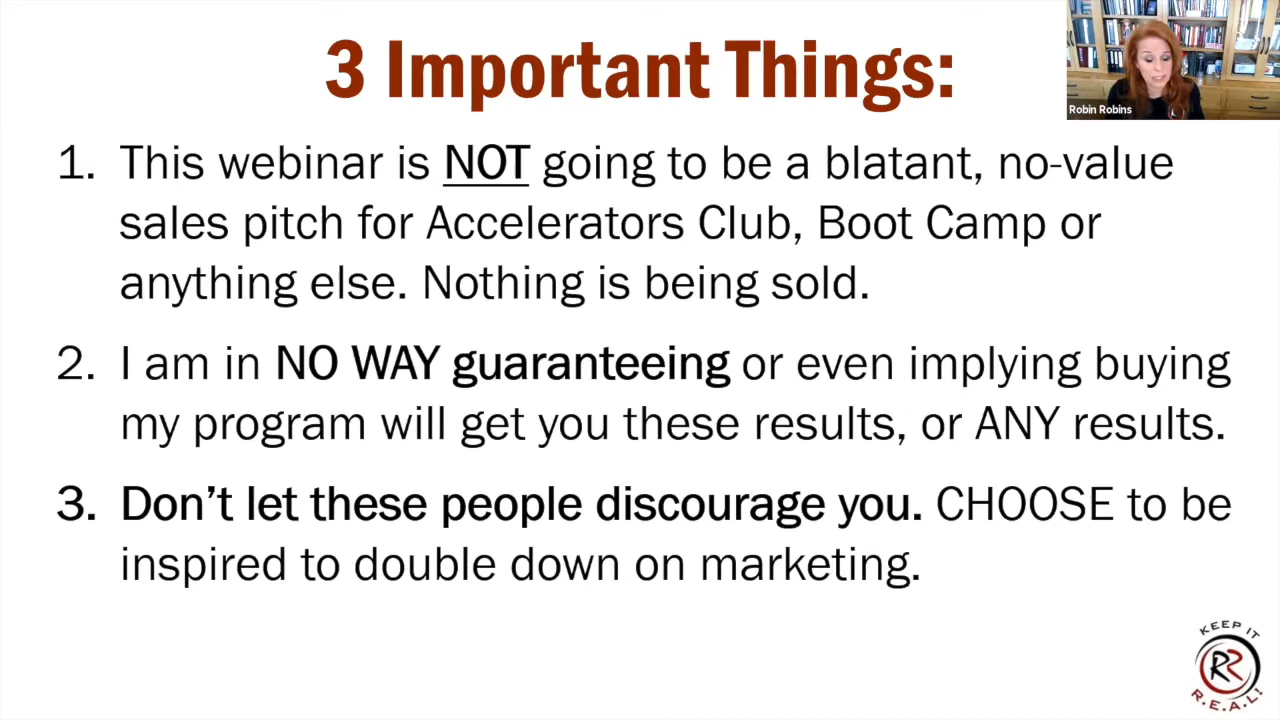 3 Important Things:
Robin Robins
1. This webinar is NOT going to be a blatant, no-value
sales pitch for Accelerators Club, Boot Camp or
anything else. Nothing is being sold.
2. I am in NO WAY guaranteeing or even implying buying
my program will get you these results, or ANY results.
3. Don’t let these people discourage you. CHOOSE to be
inspired to double down on marketing.
KEEP IT
RR
R.E.A.L!